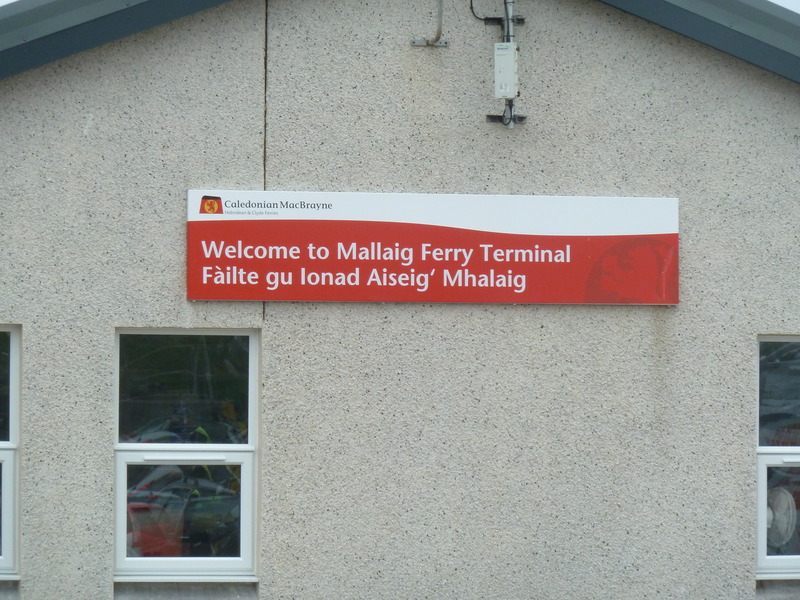 Caledonian MacBrayne
Hebridean & Clyde Ferries
Welcome to Mallaig Ferry Terminal
Fàilte gu Ionad Aiseig‘ Mhalaig